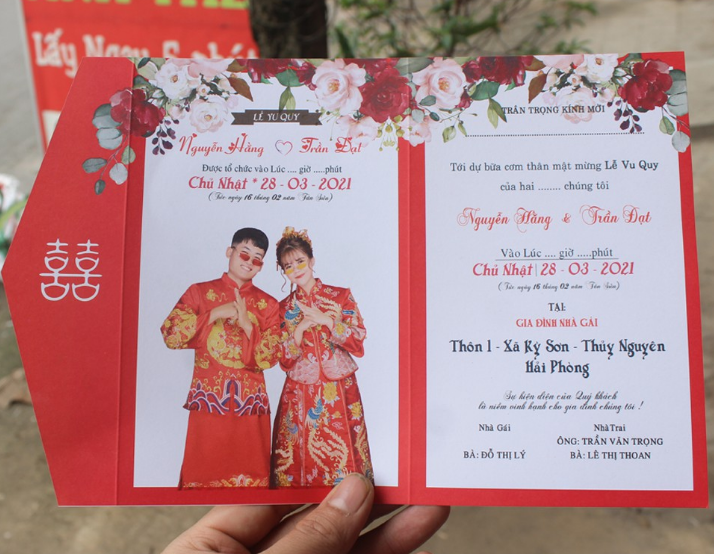 Lấy Ngay 5 phút
囍
LỄ VU QUY
Nguyễn Hằng Trần Đạt
Được tổ chức vào Lúc .... giờ .....phút
Chủ Nhật * 28 - 03 - 2021
(Tức ngày 16 tháng 02 năm Tân Sửu)
TRÂN TRỌNG KÍNH MỜI
Tới dự bữa cơm thân mật mừng Lễ Vu Quy
của hai ........ chúng tôi
Nguyễn Hằng & Trần Đạt
Vào Lúc .... giờ .....phút
Chủ Nhật | 28 - 03 - 2021
(Tức ngày 16 tháng 02 năm Tân Sửu)
TẠI:
GIA ĐÌNH NHÀ GÁI
Thôn 1 - Xã Kỳ Sơn - Thủy Nguyên
Hải Phòng
Sự hiện diện của Quý khách
là niềm vinh hạnh cho gia đình chúng tôi !
Nhà Gái
BÀ: ĐỖ THỊ LÝ
Nhà Trai
ÔNG: TRẦN VĂN TRỌNG
BÀ: LÊ THỊ THOAN